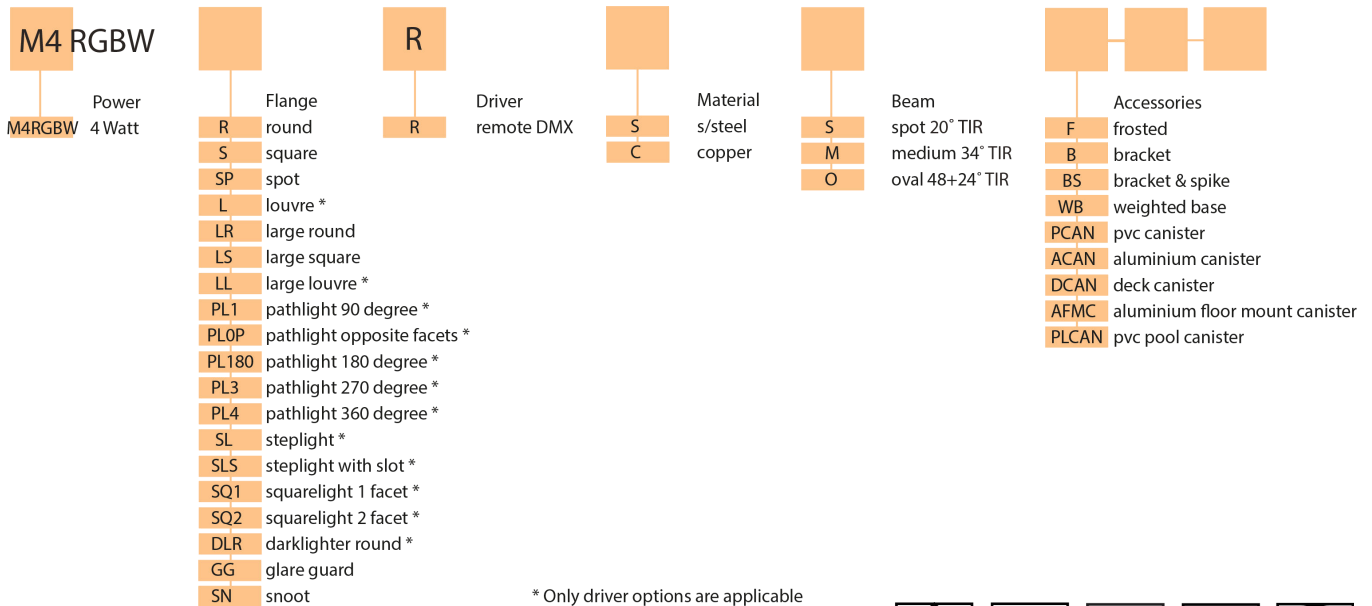 M4 RGBW
R
Power
M4RGBW 4 Watt
Flange
R round
S square
SP spot
L louvre *
LR large round
LS large square
LL large louvre *
PL1 pathlight 90 degree *
PL0P pathlight opposite facets *
PL180 pathlight 180 degree *
PL3 pathlight 270 degree *
PL4 pathlight 360 degree *
SL steplight *
SLS steplight with slot *
SQ1 squarelight 1 facet *
SQ2 squarelight 2 facet *
DLR darklighter round *
GG glare guard
SN snoot
Driver
R remote DMX
Material
S s/steel
C copper
Beam
S spot 20˚ TIR
M medium 34˚ TIR
O oval 48+24˚ TIR
Accessories
F frosted
B bracket
BS bracket & spike
WB weighted base
PCAN pvc canister
ACAN aluminium canister
DCAN deck canister
AFMC aluminium floor mount canister
PLCAN pvc pool canister
* Only driver options are applicable